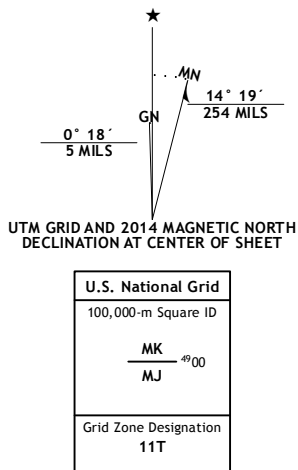 ★
MN
GN
14° 19´
254 MILS
0° 18´
5 MILS
UTM GRID AND 2014 MAGNETIC NORTH
DECLINATION AT CENTER OF SHEET
U.S. National Grid
100,000-m Square ID
MK
4900
MJ
Grid Zone Designation
11T